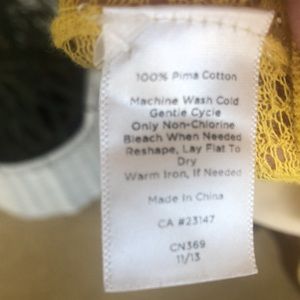 100% Pima Cotton
Machine Wash Cold
Gentle Cycle
Only Non-Chlorine
Bleach When Needed
Reshape, Lay Flat To
Dry
Warm Iron, If Needed
Made In China
CA #23147
CN369
11/13